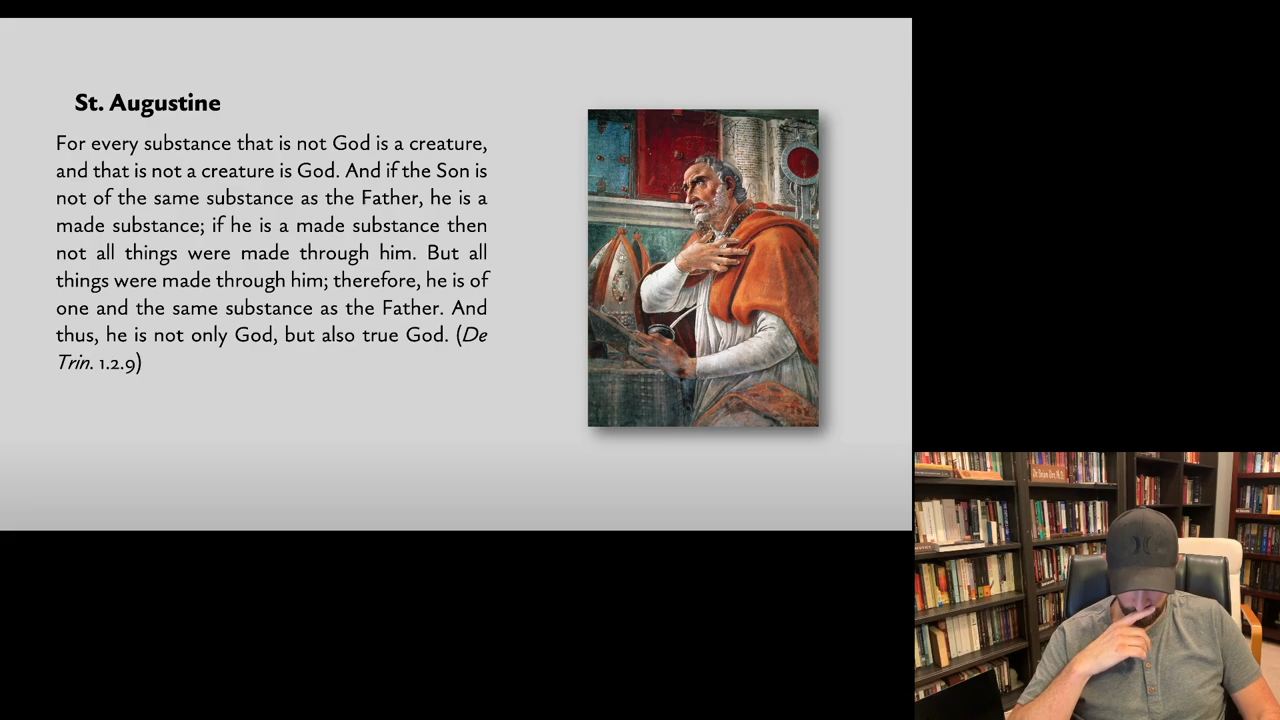 St. Augustine
For every substance that is not God is a creature,
and that is not a creature is God. And if the Son is
not of the same substance as the Father, he is a
made substance; if he is a made substance then
not all things were made through him. But all
things were made through him; therefore, he is of
one and the same substance as the Father. And
thus, he is not only God, but also true God. (De
Trin. 1.2.9)